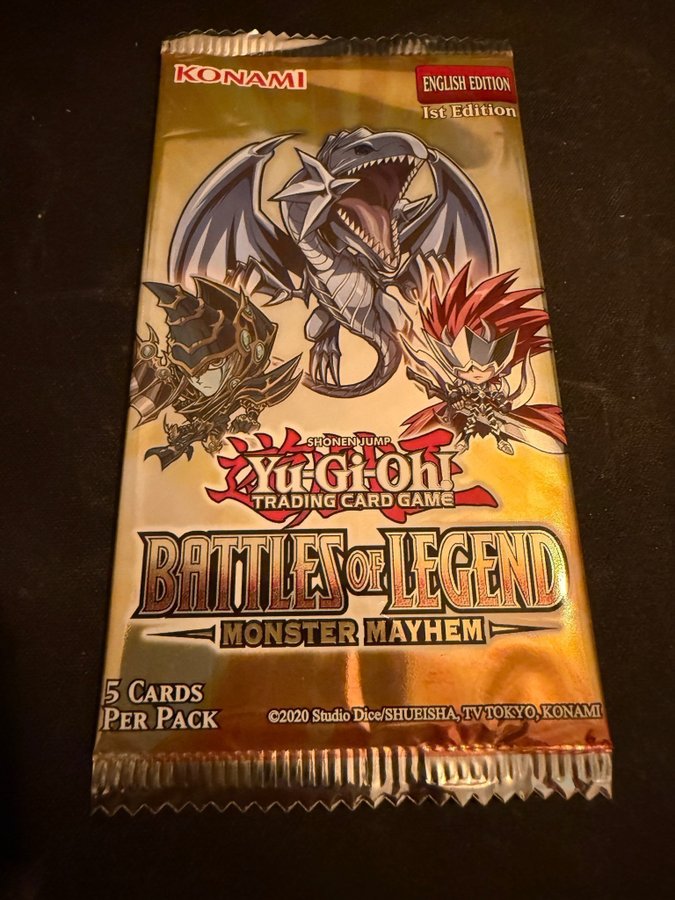 KONAMI
ENGLISH EDITION
1st Edition
SHONEN JUMP
Yu-Gi-Oh!
TRADING CARD GAME
BATTLES OF LEGEND
MONSTER MAYHEM
5 CARDS
PER PACK
©2020 Studio Dice/SHUEISHA, TV TOKYO, KONAMI